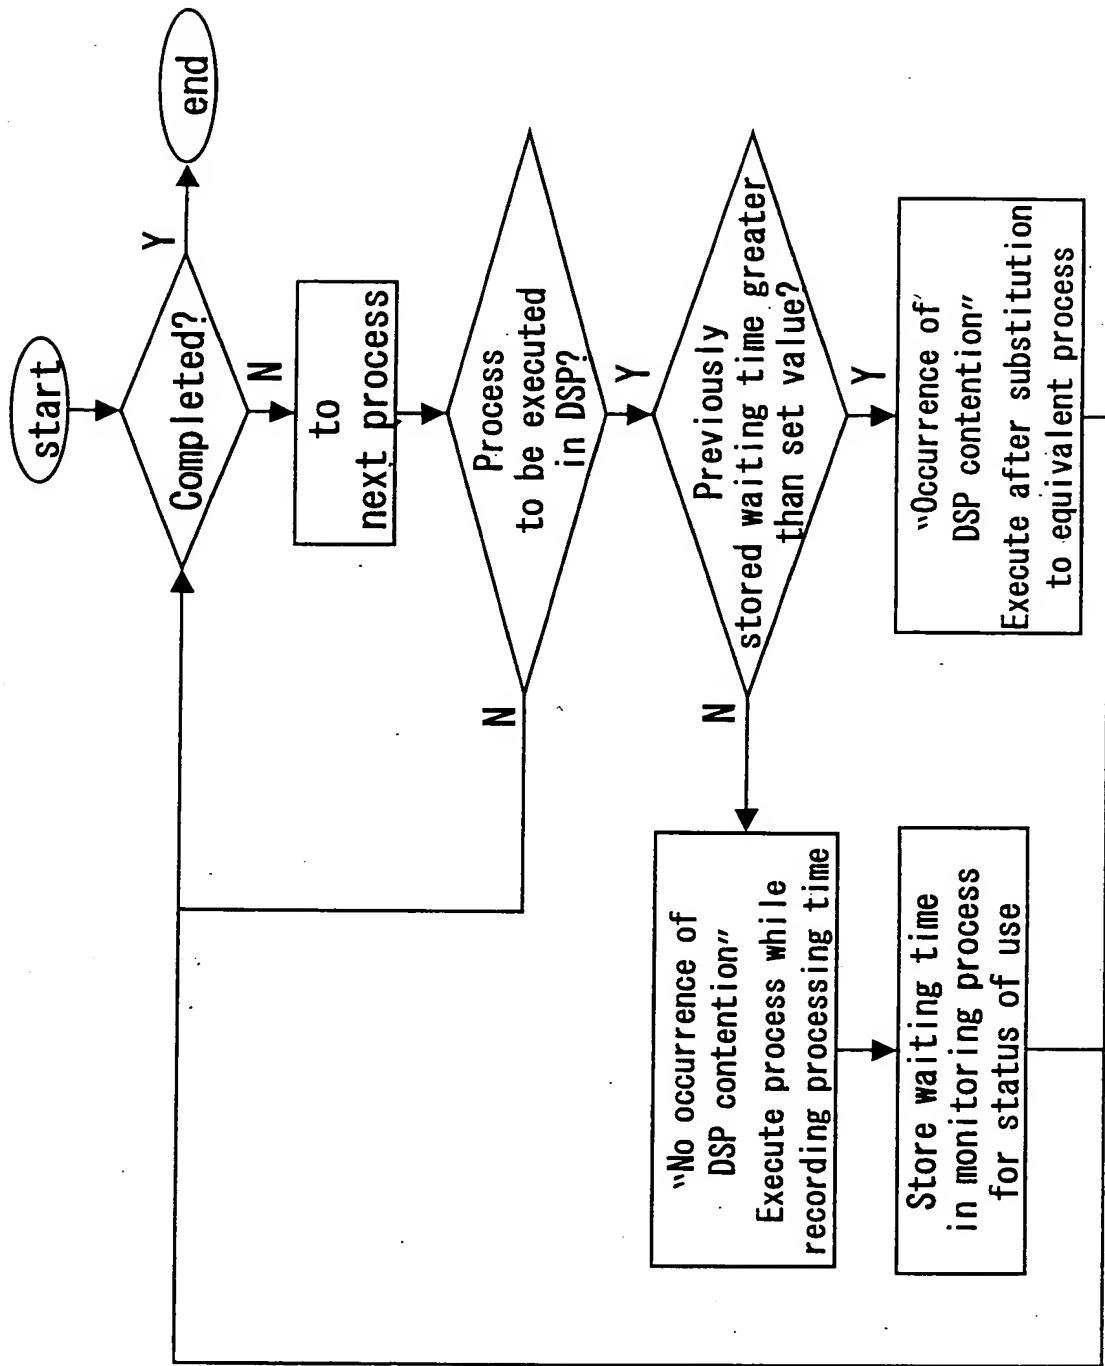 start
Completed?
Y
end
N
to
next process
Process
to be executed
in DSP?
N
Y
Previously
stored waiting time greater
than set value?
N
Y
"No occurrence of
DSP contention"
Execute process while
recording processing time
"Occurrence of
DSP contention"
Execute after substitution
to equivalent process
Store waiting time
in monitoring process
for status of use